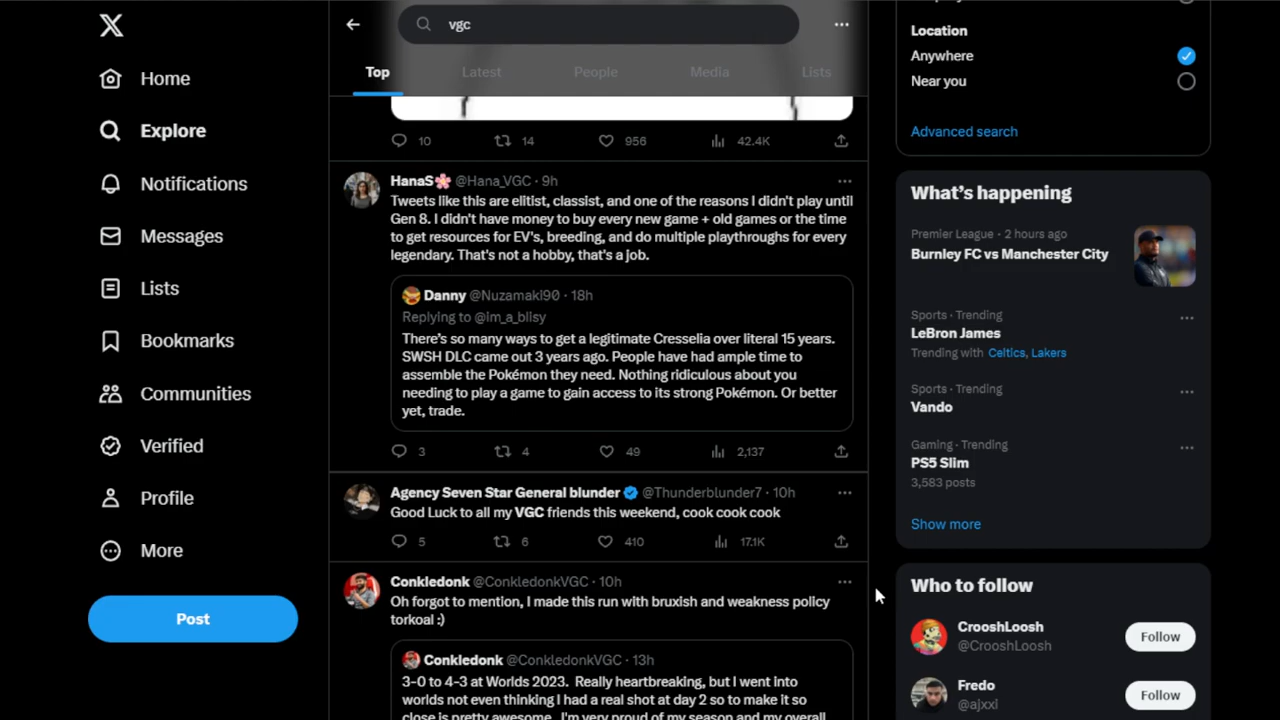 vgc
Top
Latest
People
Media
Lists
Home
Explore
Notifications
Messages
Lists
Bookmarks
Communities
Verified
Profile
More
Post
10 14 956 42.4K
HanaS🌸 @Hana_VGC · 9h
Tweets like this are elitist, classist, and one of the reasons I didn't play until
Gen 8. I didn't have money to buy every new game + old games or the time
to get resources for EV's, breeding, and do multiple playthroughs for every
legendary. That's not a hobby, that's a job.
Danny @Nuzamaki90 · 18h
Replying to @im_a_blisy
There's so many ways to get a legitimate Cresselia over literal 15 years.
SWSH DLC came out 3 years ago. People have had ample time to
assemble the Pokémon they need. Nothing ridiculous about you
needing to play a game to gain access to its strong Pokémon. Or better
yet, trade.
3 4 49 2,137
Agency Seven Star General blunder @Thunderblunder7 · 10h
Good Luck to all my VGC friends this weekend, cook cook cook
5 6 410 17.1K
Conkledonk @ConkledonkVGC · 10h
Oh forgot to mention, I made this run with bruxish and weakness policy
torkoal :)
Conkledonk @ConkledonkVGC · 13h
3-0 to 4-3 at Worlds 2023. Really heartbreaking, but I went into
worlds not even thinking I had a real shot at day 2 so to make it so
close is pretty awesome. I'm very proud of my season and my overall
Location
Anywhere
Near you
Advanced search
What's happening
Premier League · 2 hours ago
Burnley FC vs Manchester City
Sports · Trending
LeBron James
Trending with Celtics, Lakers
Sports · Trending
Vando
Gaming · Trending
PS5 Slim
3,583 posts
Show more
Who to follow
CrooshLoosh
@CrooshLoosh
Follow
Fredo
@ajxxi
Follow